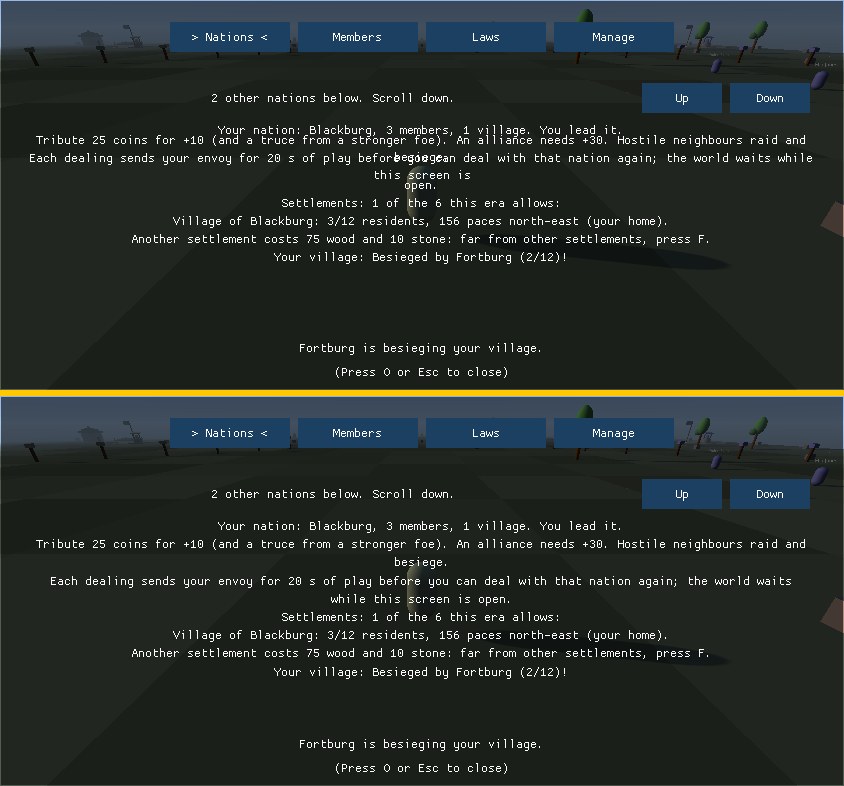 > Nations <
Members
Laws
Manage
2 other nations below. Scroll down.
Up
Down
Your nation: Blackburg, 3 members, 1 village. You lead it.
Tribute 25 coins for +10 (and a truce from a stronger foe). An alliance needs +30. Hostile neighbours raid and
besiege.
Each dealing sends your envoy for 20 s of play before you can deal with that nation again; the world waits while
this screen is
open.
Settlements: 1 of the 6 this era allows:
Village of Blackburg: 3/12 residents, 156 paces north-east (your home).
Another settlement costs 75 wood and 10 stone: far from other settlements, press F.
Your village: Besieged by Fortburg (2/12)!
Fortburg is besieging your village.
(Press O or Esc to close)
> Nations <
Members
Laws
Manage
2 other nations below. Scroll down.
Up
Down
Your nation: Blackburg, 3 members, 1 village. You lead it.
Tribute 25 coins for +10 (and a truce from a stronger foe). An alliance needs +30. Hostile neighbours raid and
besiege.
Each dealing sends your envoy for 20 s of play before you can deal with that nation again; the world waits
while this screen is open.
Settlements: 1 of the 6 this era allows:
Village of Blackburg: 3/12 residents, 156 paces north-east (your home).
Another settlement costs 75 wood and 10 stone: far from other settlements, press F.
Your village: Besieged by Fortburg (2/12)!
Fortburg is besieging your village.
(Press O or Esc to close)